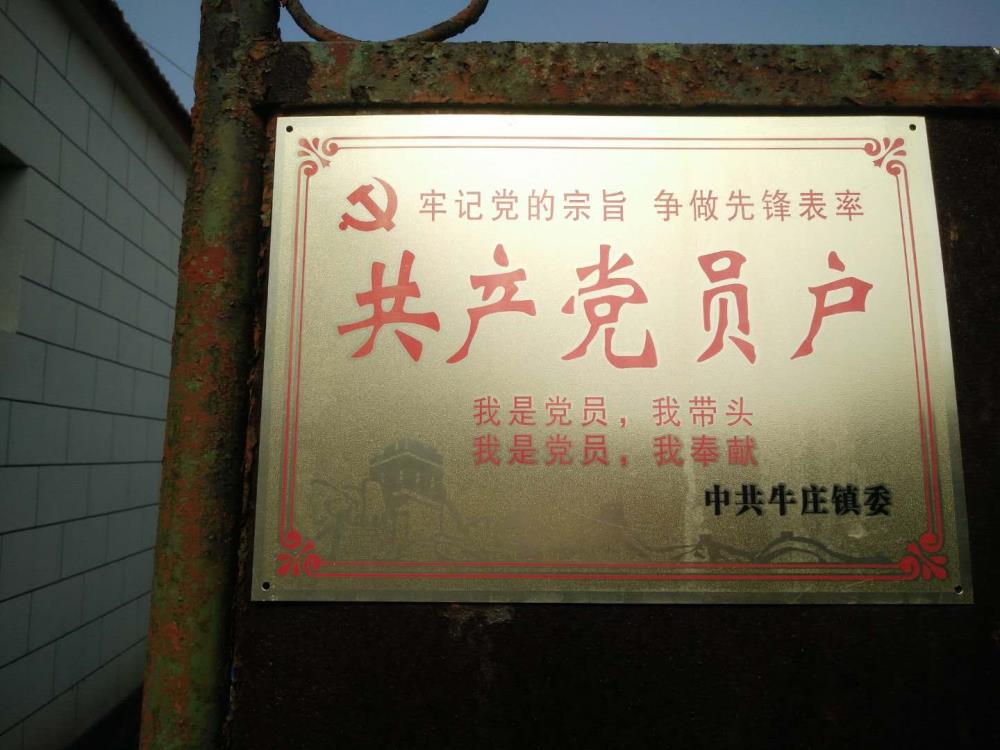 牢记党的宗旨 争做先锋表率
共产党员户
我是党员，我带头
我是党员，我奉献
中共牛庄镇委